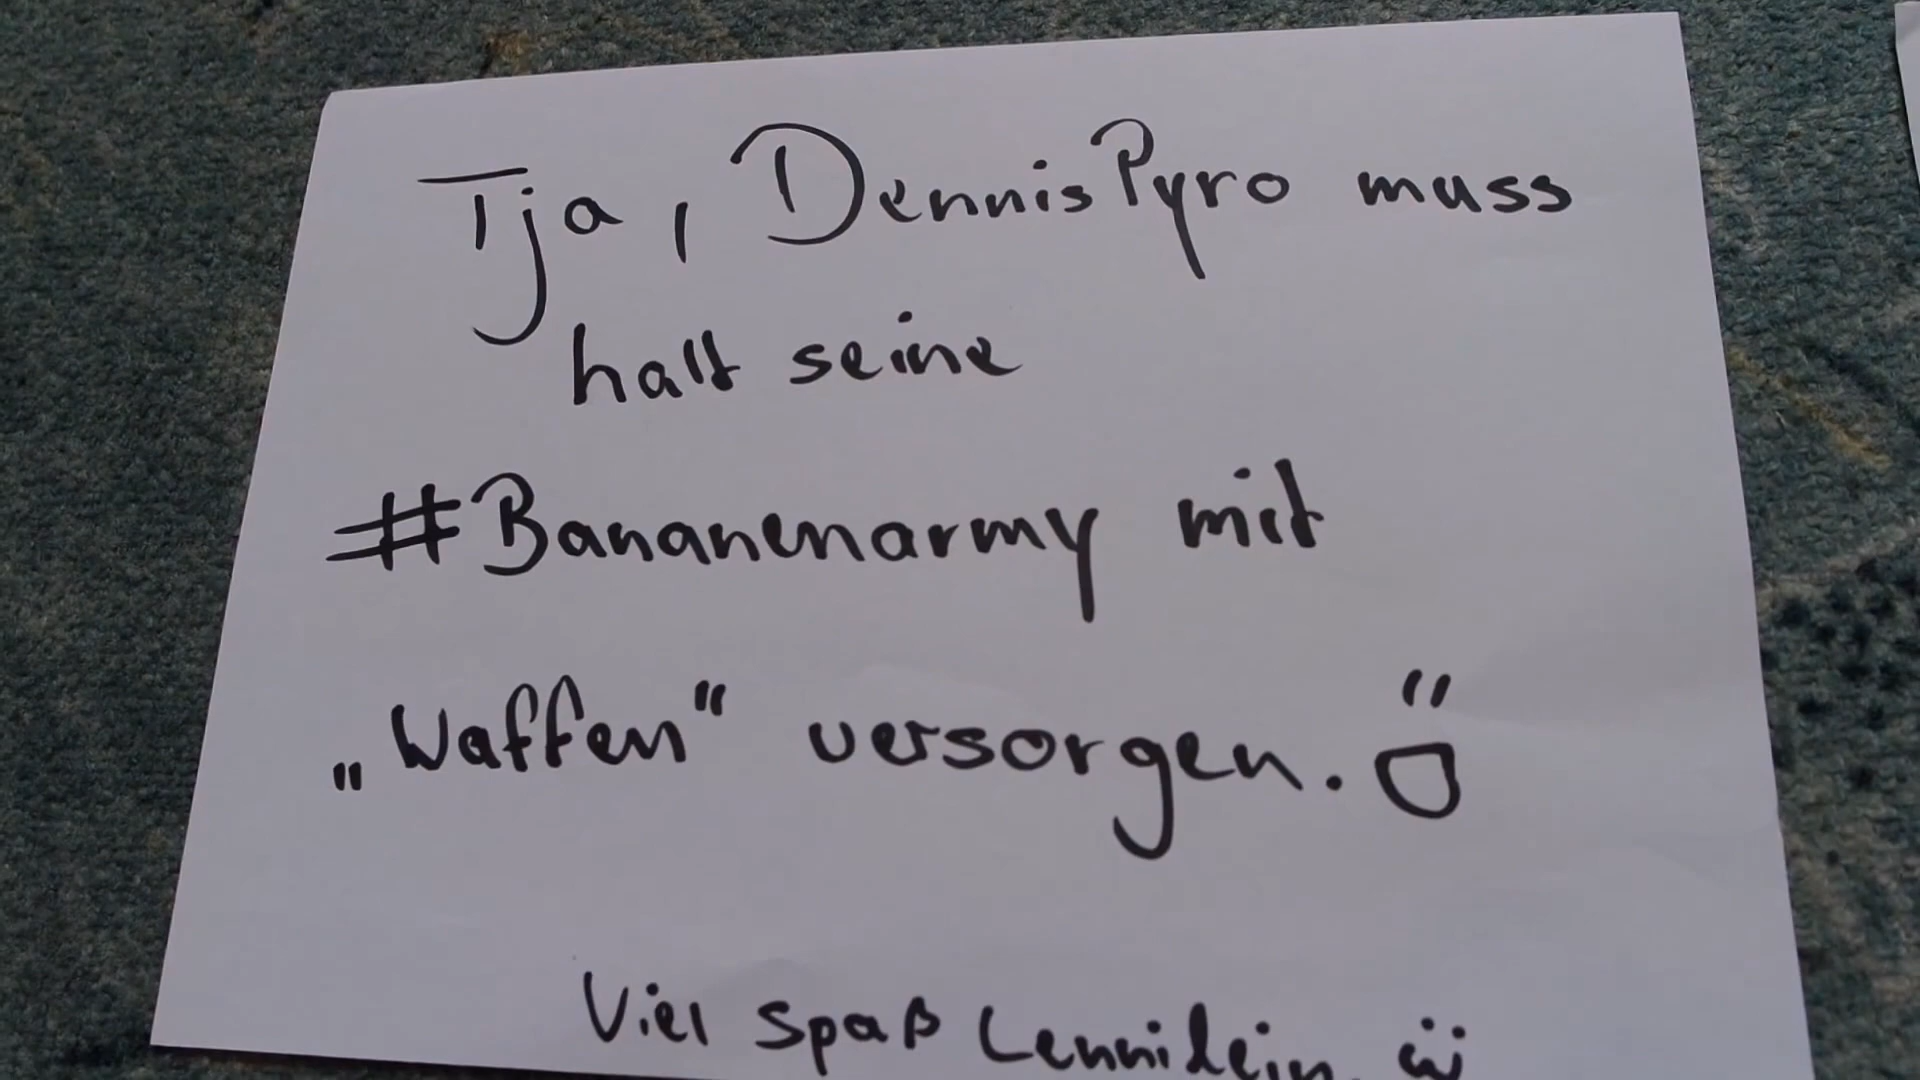 Tja, DennisPyro muss
halt seine
#Bananenarmy mit
„Waffen“ versorgen.
Viel Spaß Lennilein